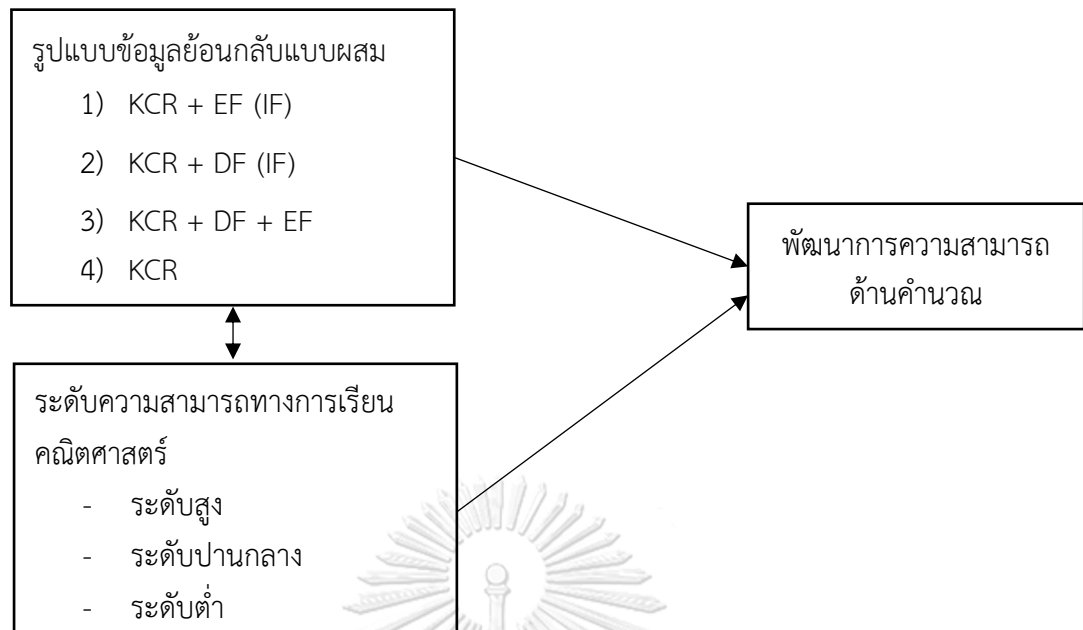 รูปแบบข้อมูลย้อนกลับแบบผสม
1) KCR + EF (IF)
2) KCR + DF (IF)
3) KCR + DF + EF
4) KCR
พัฒนาการความสามารถ
ด้านคำนวณ
ระดับความสามารถทางการเรียน
คณิตศาสตร์
- ระดับสูง
- ระดับปานกลาง
- ระดับต่ำ